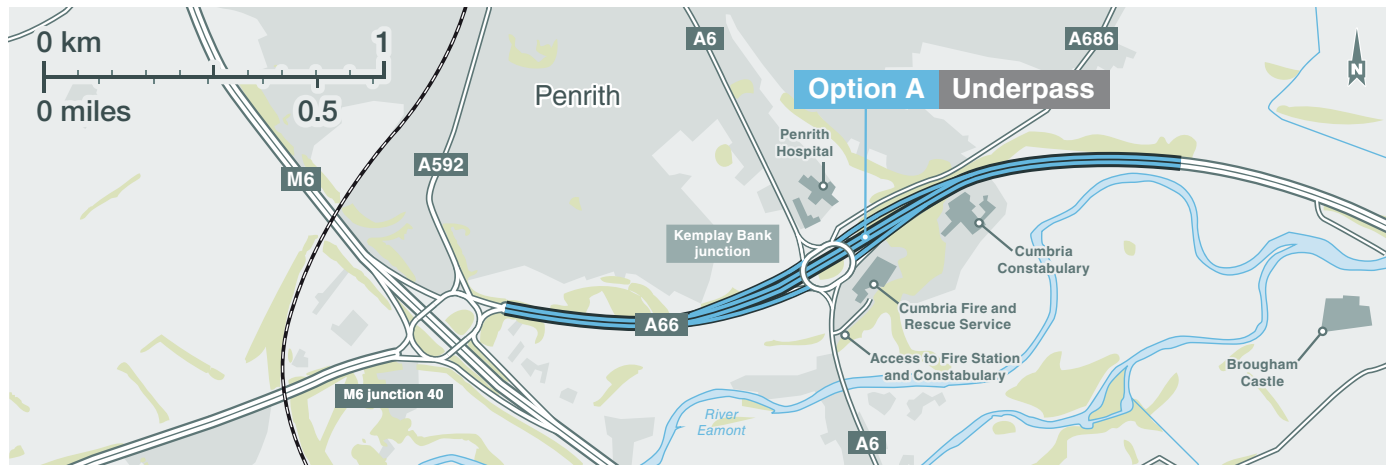 0 km 1
0 miles 0.5
A6
A686
N
Penrith
Option A Underpass
Penrith
Hospital
A592
M6
Kemplay Bank
junction
Cumbria
Constabulary
Cumbria Fire and
Rescue Service
A66
Access to Fire Station
and Constabulary
Brougham
Castle
M6 junction 40
River
Eamont
A6